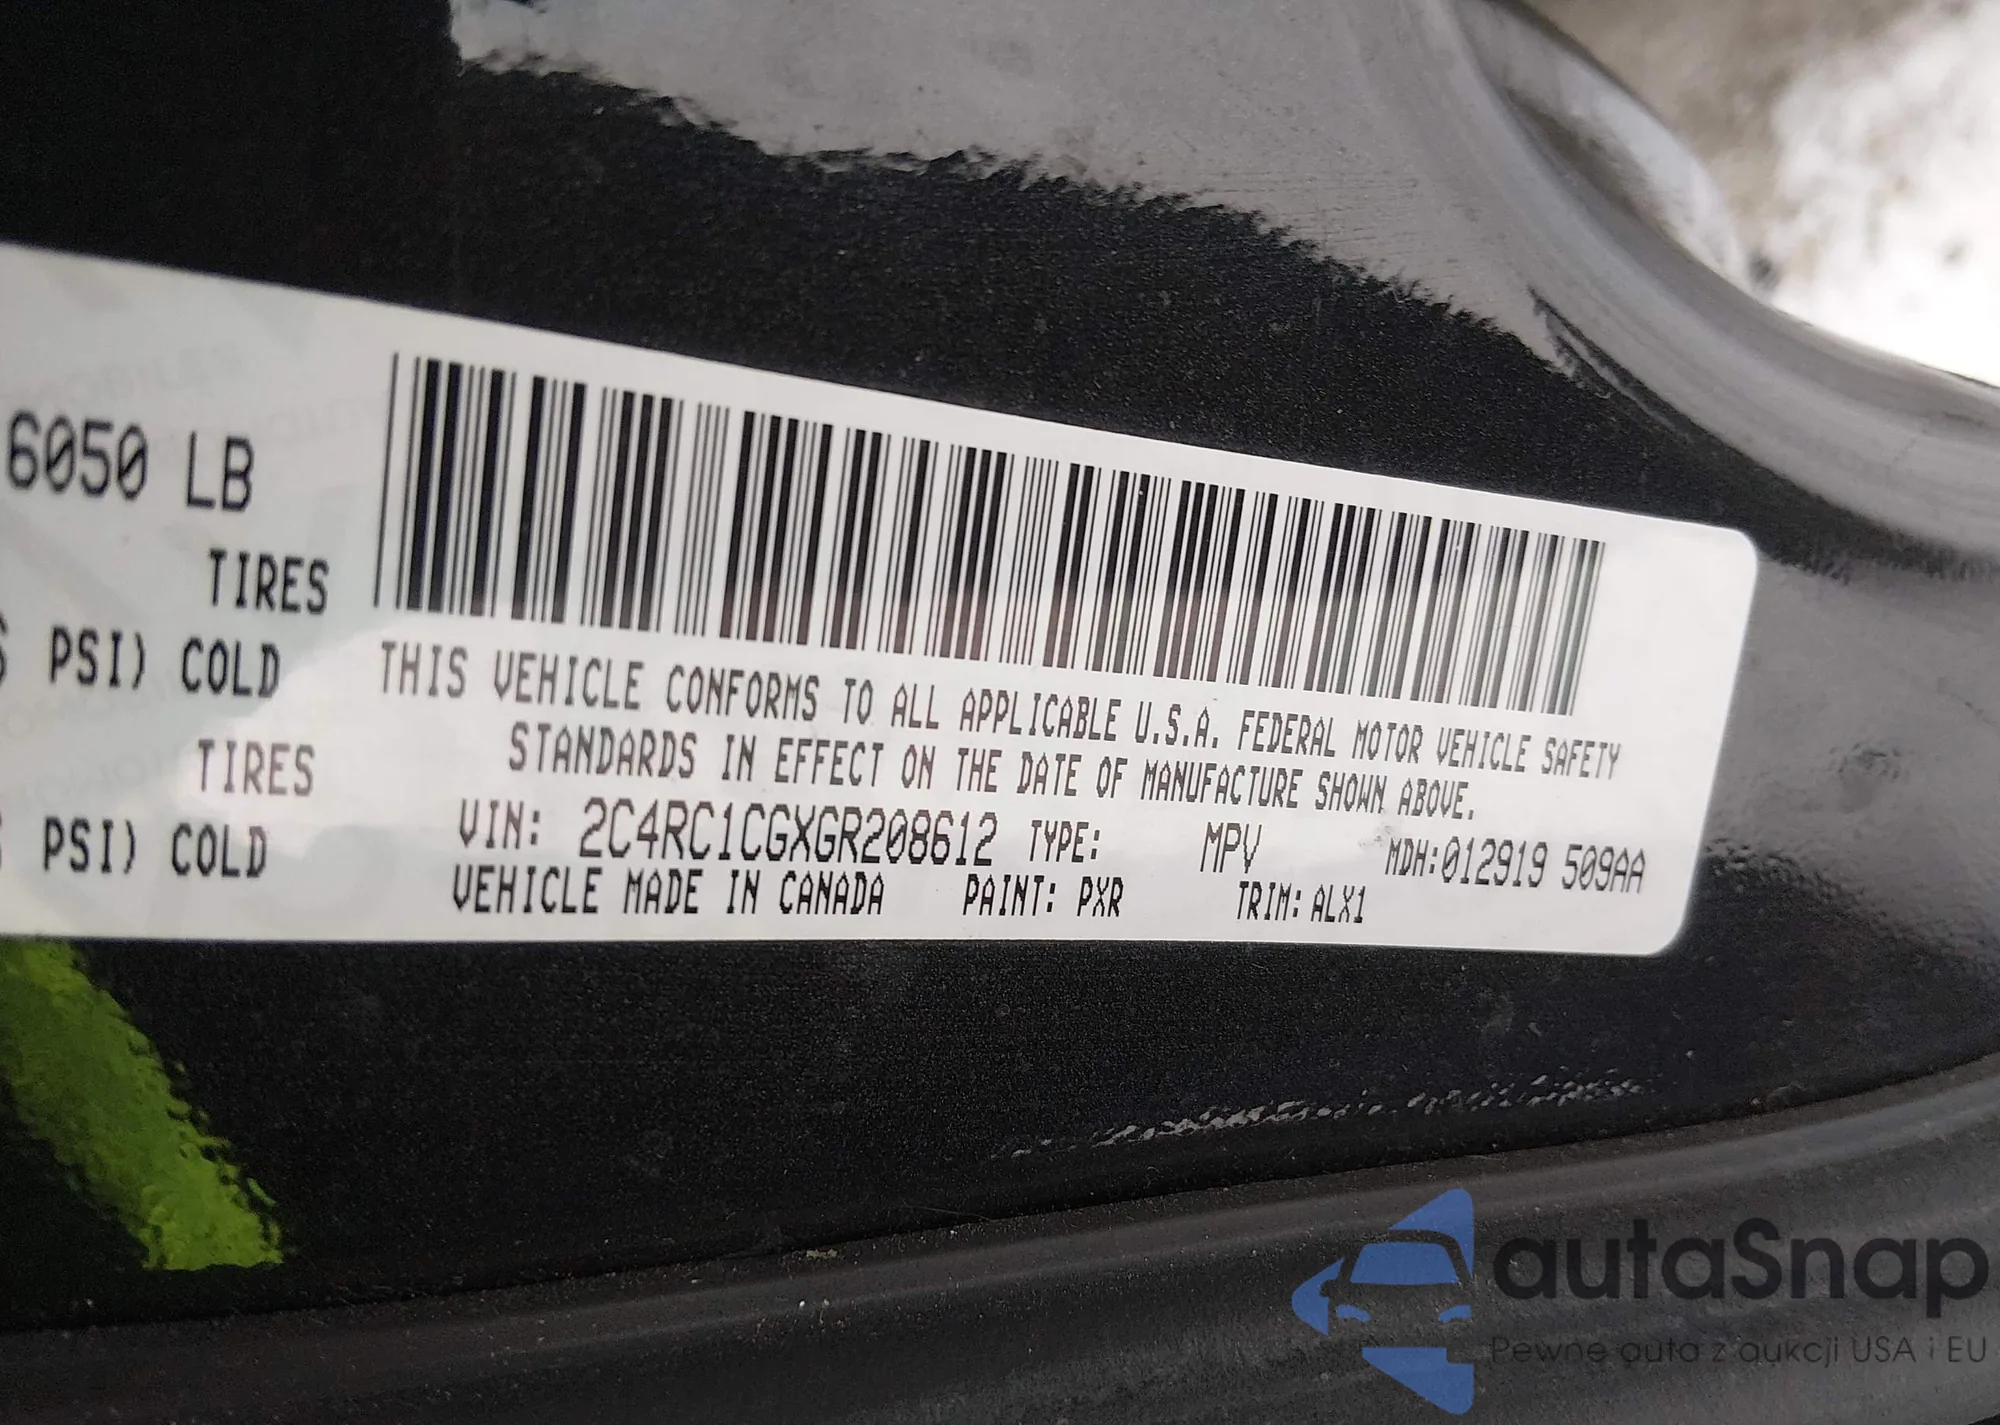 6050 LB
TIRES
PSI) COLD
TIRES
PSI) COLD
THIS VEHICLE CONFORMS TO ALL APPLICABLE U.S.A. FEDERAL MOTOR VEHICLE SAFETY
STANDARDS IN EFFECT ON THE DATE OF MANUFACTURE SHOWN ABOVE.
VIN: 2C4RC1CGXGR208612 TYPE: MPV MDH:012919 509AA
VEHICLE MADE IN CANADA PAINT: PXR TRIM: ALX1
autaSnap
Pewne auta z aukcji USA i EU